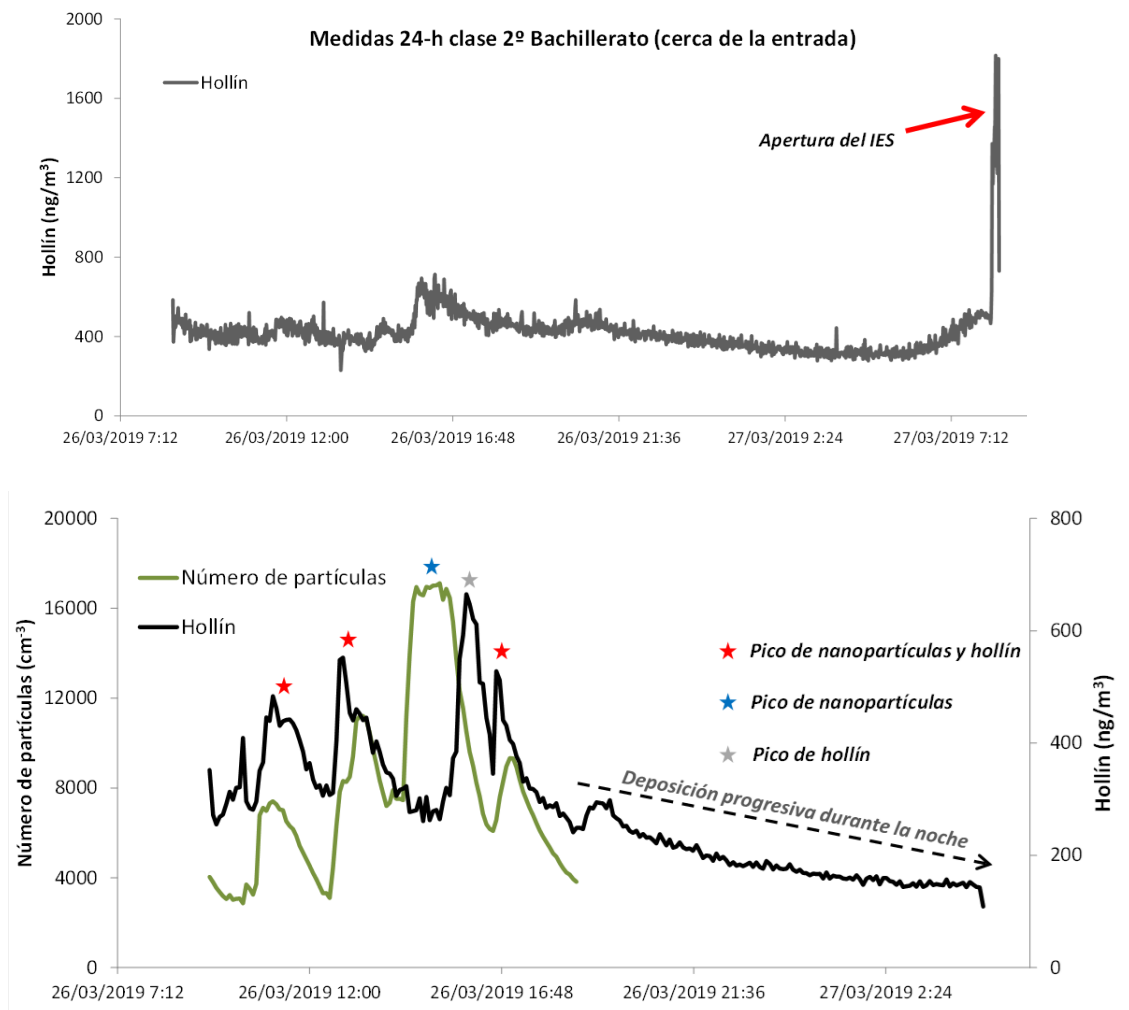 Medidas 24-h clase 2º Bachillerato (cerca de la entrada)
Hollín
Apertura del IES
Hollín (ng/m³)
2000
1600
1200
800
400
0
26/03/2019 7:12
26/03/2019 12:00
26/03/2019 16:48
26/03/2019 21:36
27/03/2019 2:24
27/03/2019 7:12
Número de partículas
Hollín
Pico de nanopartículas y hollín
Pico de nanopartículas
Pico de hollín
Deposición progresiva durante la noche
Número de partículas (cm⁻³)
20000
16000
12000
8000
4000
0
Hollín (ng/m³)
800
600
400
200
0
26/03/2019 7:12
26/03/2019 12:00
26/03/2019 16:48
26/03/2019 21:36
27/03/2019 2:24